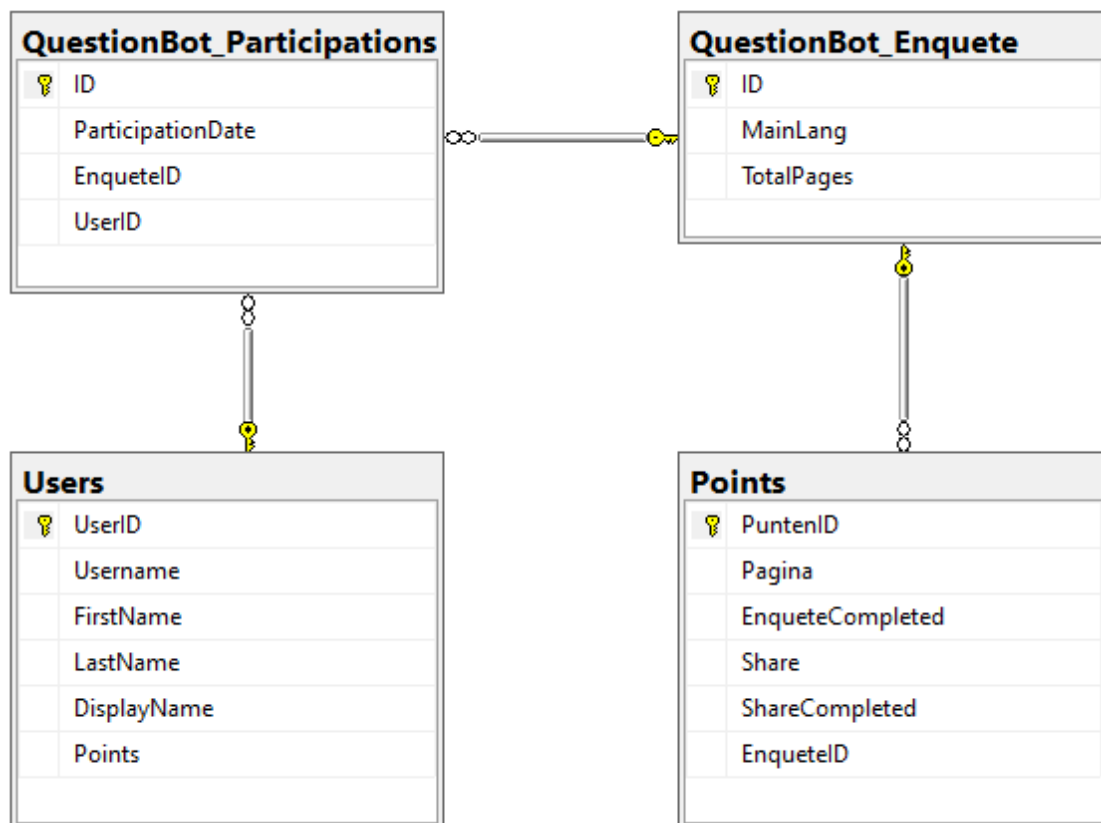 QuestionBot_Participations
ID
ParticipationDate
EnqueteID
UserID
QuestionBot_Enquete
ID
MainLang
TotalPages
Users
UserID
Username
FirstName
LastName
DisplayName
Points
Points
PuntenID
Pagina
EnqueteCompleted
Share
ShareCompleted
EnqueteID